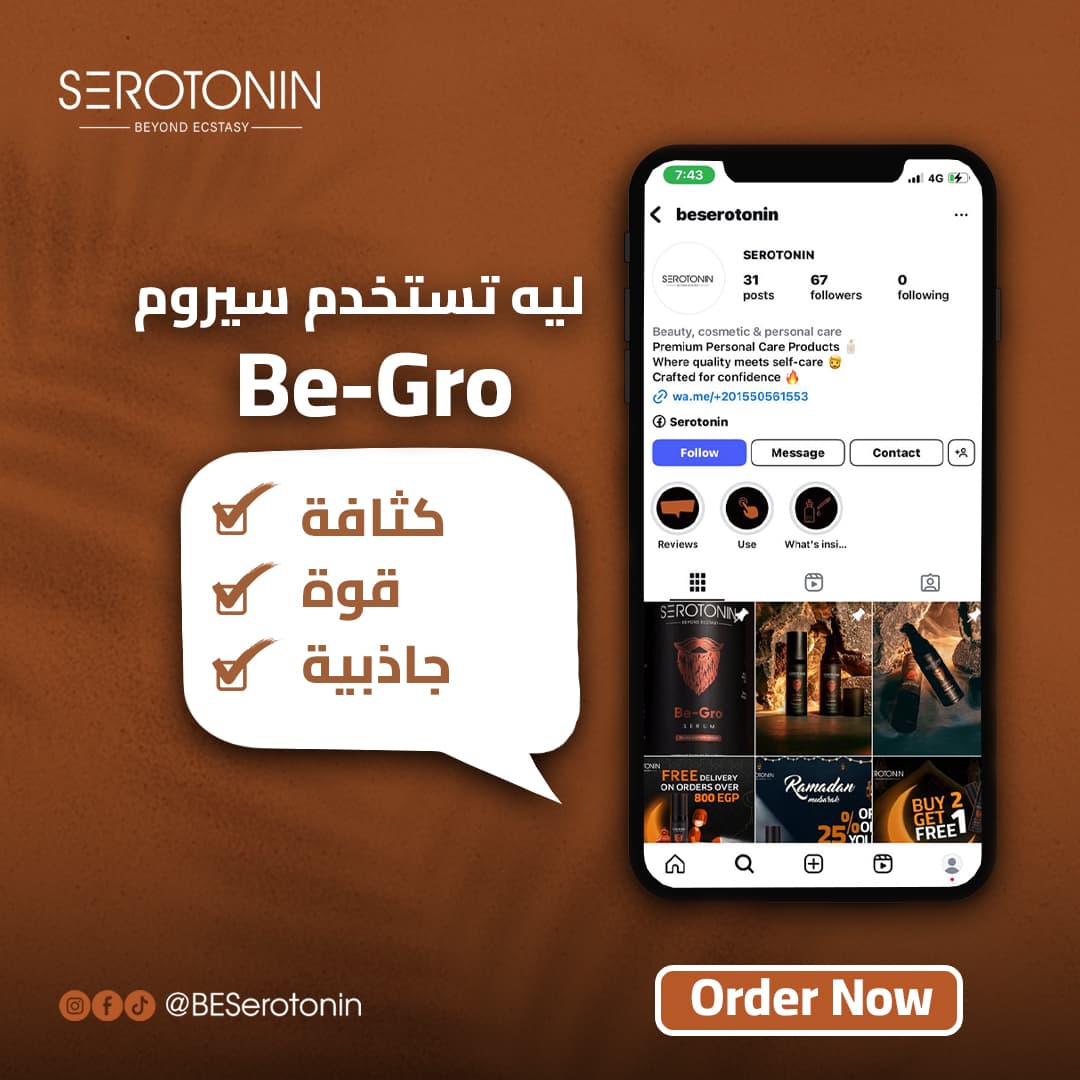 SEROTONIN
BEYOND ECSTASY
ليه تستخدم سيروم
Be-Gro
كثافة
قوة
جاذبية
7:43
4G
beserotonin
SEROTONIN
SEROTONIN
31 67 0
posts followers following
Beauty, cosmetic & personal care
Premium Personal Care Products
Where quality meets self-care
Crafted for confidence
wa.me/+201550561553
Serotonin
Follow Message Contact
Reviews Use What's insi...
SEROTONIN
BEYOND ECSTASY
Be-Gro
SERUM
FREE DELIVERY
ON ORDERS OVER
800 EGP
Ramadan
mubarak
25%
BUY 2
GET 1
FREE
@BESerotonin
Order Now